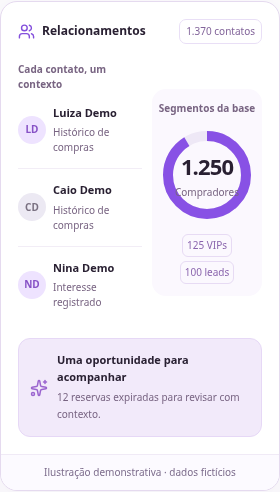 Relacionamentos
1.370 contatos
Cada contato, um
contexto
LD
Luiza Demo
Histórico de
compras
CD
Caio Demo
Histórico de
compras
ND
Nina Demo
Interesse
registrado
Segmentos da base
1.250
Compradores
125 VIPs
100 leads
Uma oportunidade para
acompanhar
12 reservas expiradas para revisar com
contexto.
Ilustração demonstrativa · dados fictícios